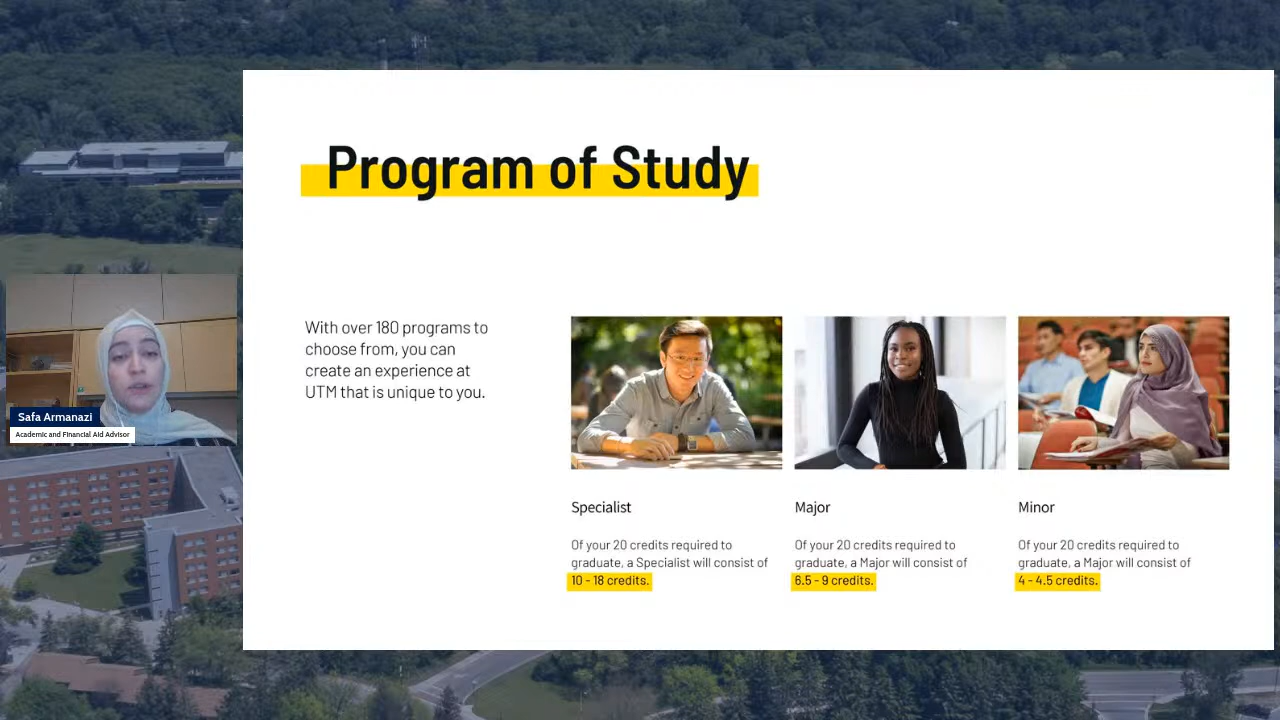 Program of Study
With over 180 programs to
choose from, you can
create an experience at
UTM that is unique to you.
Safa Armanazi
Academic and Financial Aid Advisor
Specialist
Of your 20 credits required to
graduate, a Specialist will consist of
10 - 18 credits.
Major
Of your 20 credits required to
graduate, a Major will consist of
6.5 - 9 credits.
Minor
Of your 20 credits required to
graduate, a Major will consist of
4 - 4.5 credits.